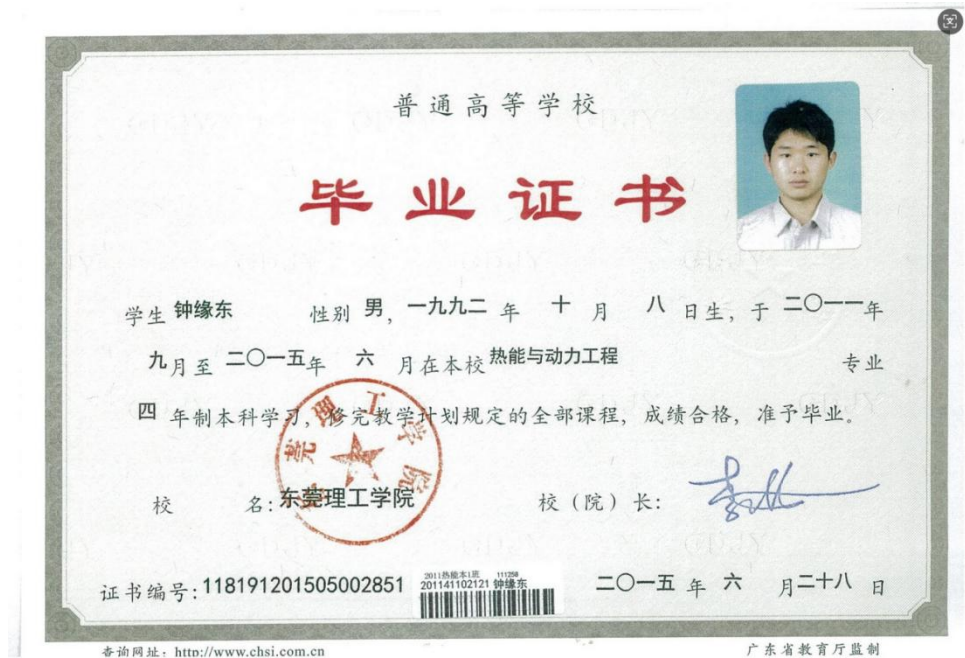 普通高等学校
毕业证书
学生 钟缘东 性别 男, 一九九二 年 十 月 八 日生, 于 二〇一一年
九月至 二〇一五年 六 月在本校 热能与动力工程 专业
四 年制本科学习, 修完教学计划规定的全部课程, 成绩合格, 准予毕业。
东莞理工学院
校 名: 东莞理工学院 校（院）长:
2011热能本1班 111258
201141102121 钟缘东
证书编号: 118191201505002851 二〇一五 年 六 月二十八 日
查询网址: http://www.chsi.com.cn 广东省教育厅监制